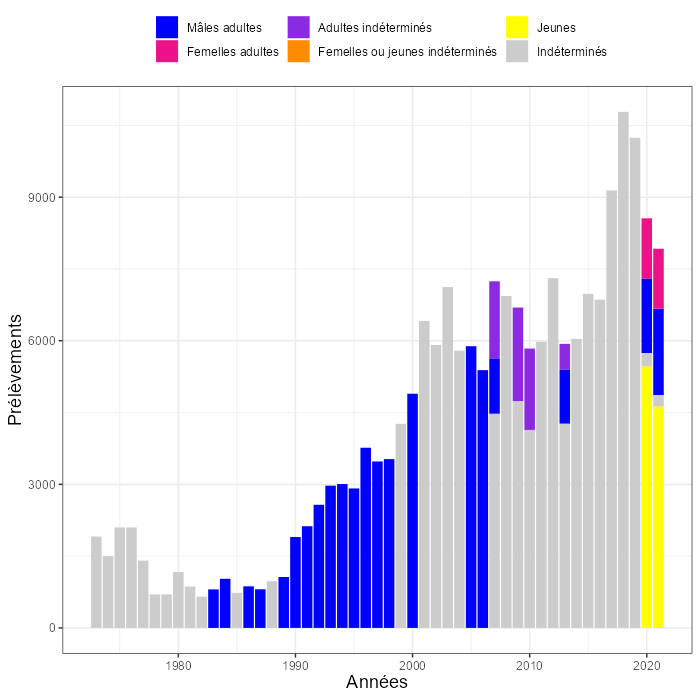 Mâles adultes
Adultes indéterminés
Jeunes
Femelles adultes
Femelles ou jeunes indéterminés
Indéterminés
Prélèvements
9000
6000
3000
0
1980
1990
2000
2010
2020
Années